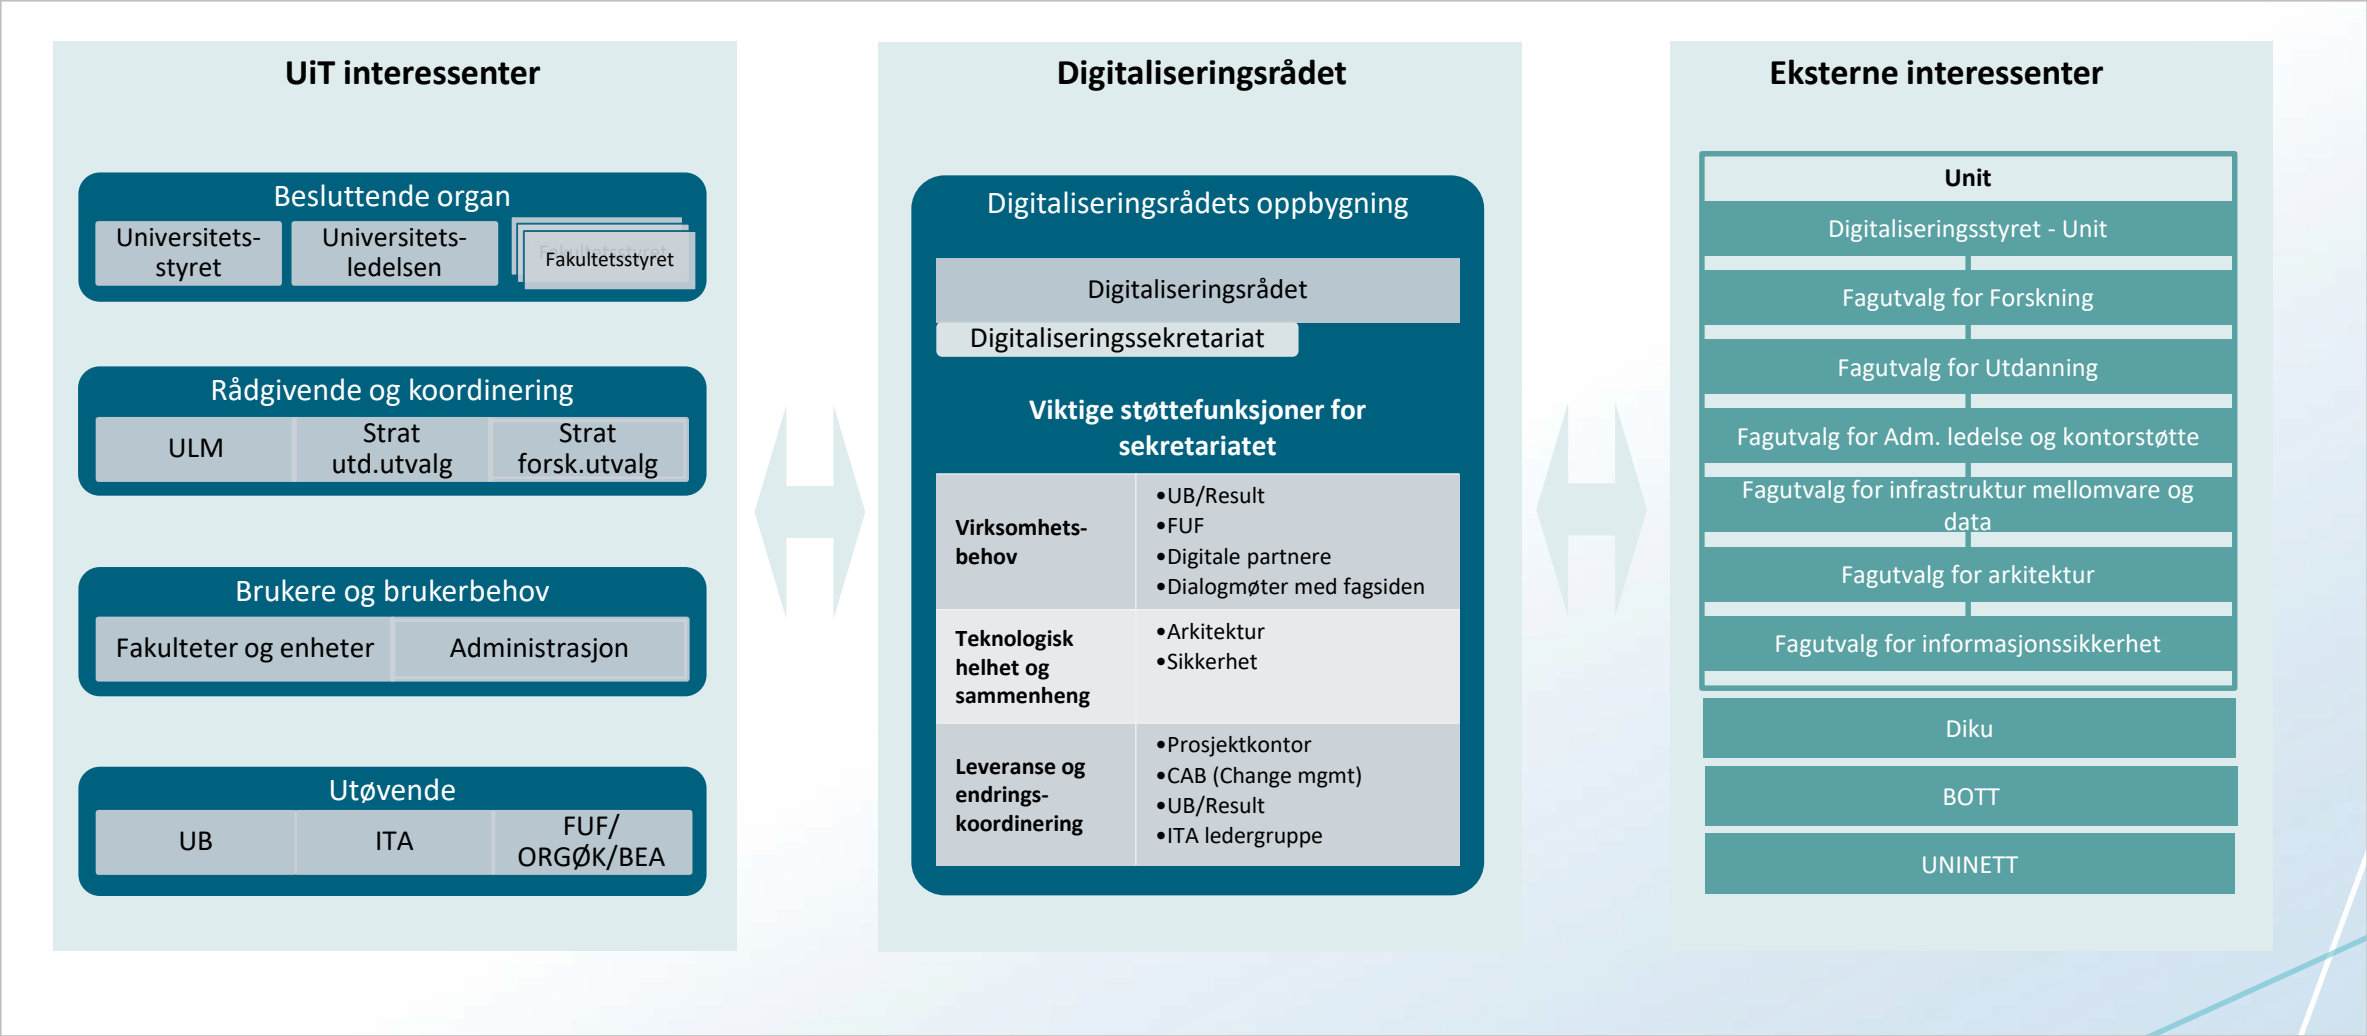 UiT interessenter
Besluttende organ
Universitets-
styret
Universitets-
ledelsen
Fakultetsstyret
Rådgivende og koordinering
ULM
Strat
utd.utvalg
Strat
forsk.utvalg
Brukere og brukerbehov
Fakulteter og enheter
Administrasjon
Utøvende
UB
ITA
FUF/
ORGØK/BEA
Digitaliseringsrådet
Digitaliseringsrådets oppbygning
Digitaliseringsrådet
Digitaliseringssekretariat
Viktige støttefunksjoner for
sekretariatet
Virksomhets-
behov
•UB/Result
•FUF
•Digitale partnere
•Dialogmøter med fagsiden
Teknologisk
helhet og
sammenheng
•Arkitektur
•Sikkerhet
Leveranse og
endrings-
koordinering
•Prosjektkontor
•CAB (Change mgmt)
•UB/Result
•ITA ledergruppe
Eksterne interessenter
Unit
Digitaliseringsstyret - Unit
Fagutvalg for Forskning
Fagutvalg for Utdanning
Fagutvalg for Adm. ledelse og kontorstøtte
Fagutvalg for infrastruktur mellomvare og
data
Fagutvalg for arkitektur
Fagutvalg for informasjonssikkerhet
Diku
BOTT
UNINETT